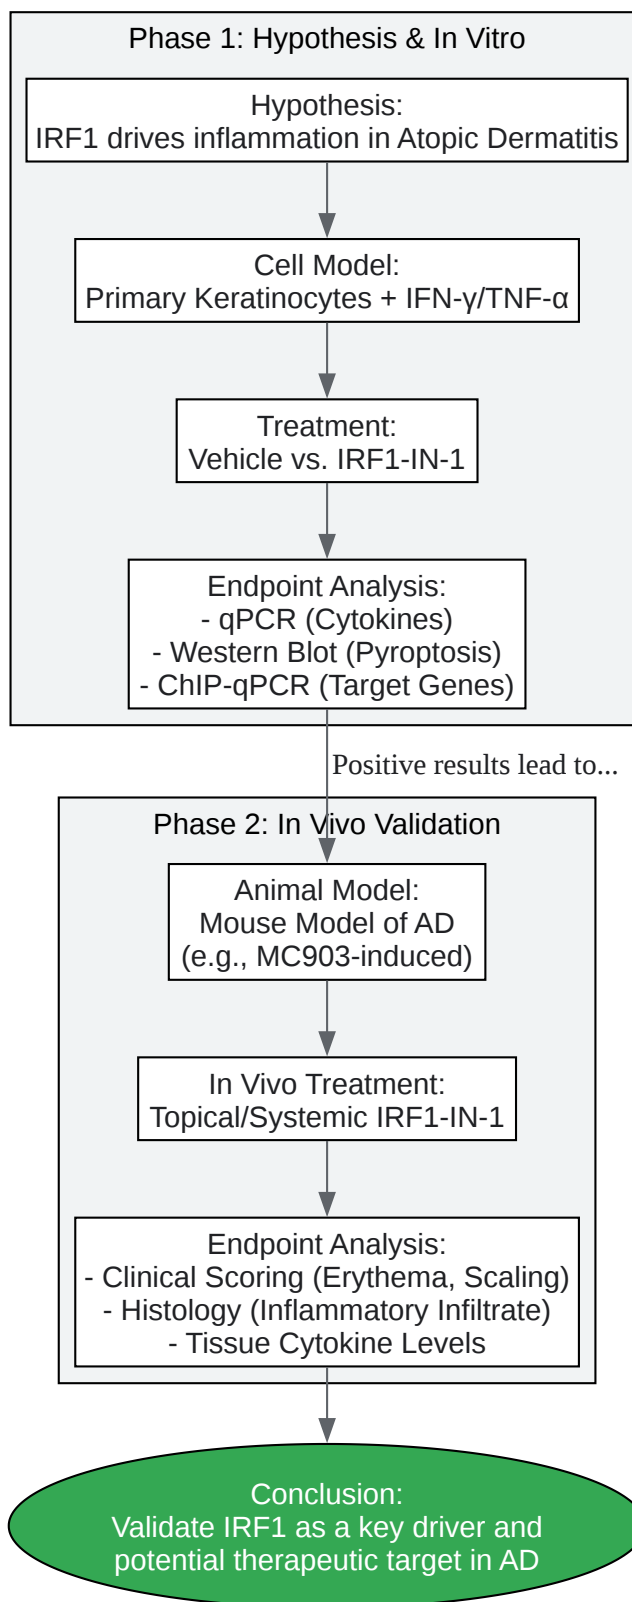 Phase 1: Hypothesis & In Vitro
Hypothesis:
IRF1 drives inflammation in Atopic Dermatitis
Cell Model:
Primary Keratinocytes + IFN-γ/TNF-α
Treatment:
Vehicle vs. IRF1-IN-1
Endpoint Analysis:
- qPCR (Cytokines)
- Western Blot (Pyroptosis)
- ChIP-qPCR (Target Genes)
Positive results lead to...
Phase 2: In Vivo Validation
Animal Model:
Mouse Model of AD
(e.g., MC903-induced)
In Vivo Treatment:
Topical/Systemic IRF1-IN-1
Endpoint Analysis:
- Clinical Scoring (Erythema, Scaling)
- Histology (Inflammatory Infiltrate)
- Tissue Cytokine Levels
Conclusion:
Validate IRF1 as a key driver and
potential therapeutic target in AD